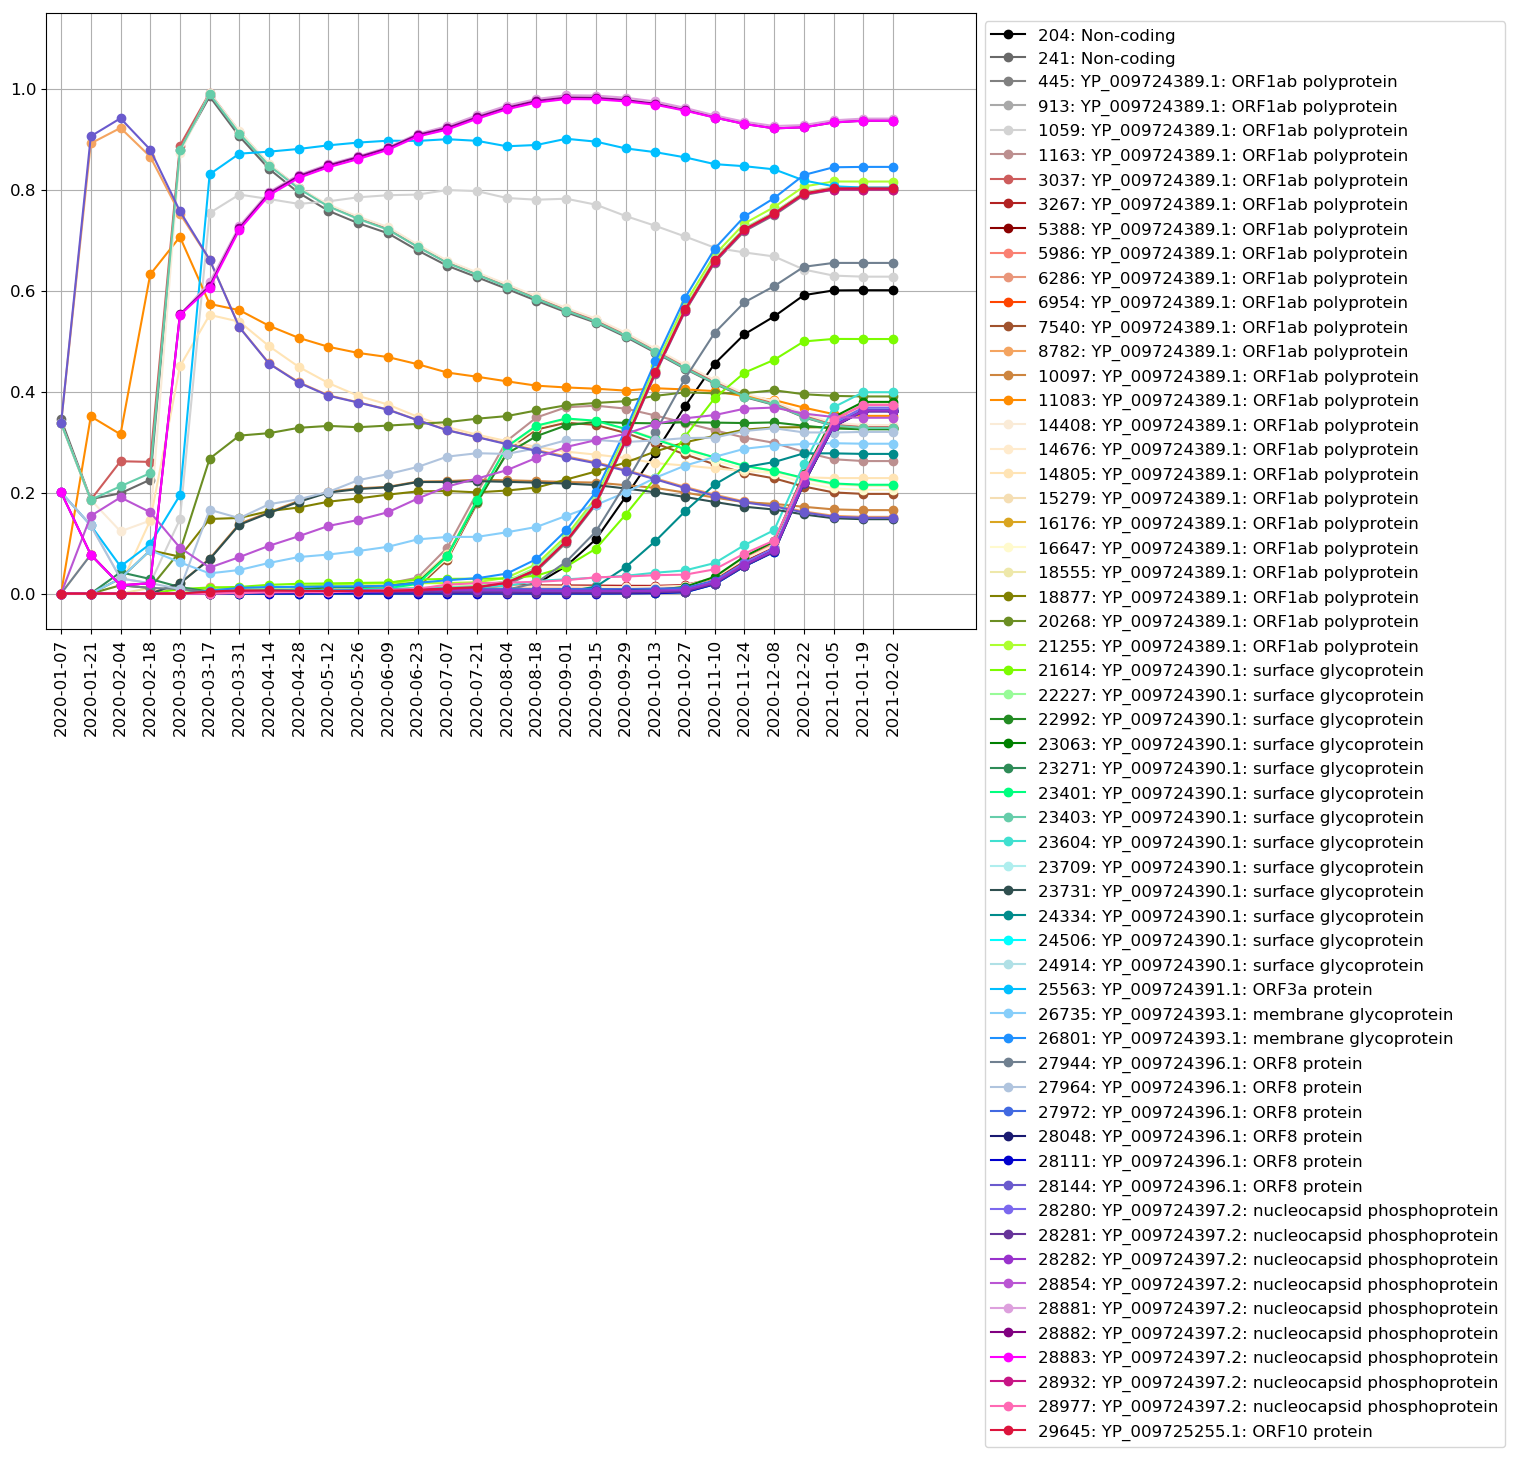 1.0
0.8
0.6
0.4
0.2
0.0
2020-01-07
2020-01-21
2020-02-04
2020-02-18
2020-03-03
2020-03-17
2020-03-31
2020-04-14
2020-04-28
2020-05-12
2020-05-26
2020-06-09
2020-06-23
2020-07-07
2020-07-21
2020-08-04
2020-08-18
2020-09-01
2020-09-15
2020-09-29
2020-10-13
2020-10-27
2020-11-10
2020-11-24
2020-12-08
2020-12-22
2021-01-05
2021-01-19
2021-02-02
204: Non-coding
241: Non-coding
445: YP_009724389.1: ORF1ab polyprotein
913: YP_009724389.1: ORF1ab polyprotein
1059: YP_009724389.1: ORF1ab polyprotein
1163: YP_009724389.1: ORF1ab polyprotein
3037: YP_009724389.1: ORF1ab polyprotein
3267: YP_009724389.1: ORF1ab polyprotein
5388: YP_009724389.1: ORF1ab polyprotein
5986: YP_009724389.1: ORF1ab polyprotein
6286: YP_009724389.1: ORF1ab polyprotein
6954: YP_009724389.1: ORF1ab polyprotein
7540: YP_009724389.1: ORF1ab polyprotein
8782: YP_009724389.1: ORF1ab polyprotein
10097: YP_009724389.1: ORF1ab polyprotein
11083: YP_009724389.1: ORF1ab polyprotein
14408: YP_009724389.1: ORF1ab polyprotein
14676: YP_009724389.1: ORF1ab polyprotein
14805: YP_009724389.1: ORF1ab polyprotein
15279: YP_009724389.1: ORF1ab polyprotein
16176: YP_009724389.1: ORF1ab polyprotein
16647: YP_009724389.1: ORF1ab polyprotein
18555: YP_009724389.1: ORF1ab polyprotein
18877: YP_009724389.1: ORF1ab polyprotein
20268: YP_009724389.1: ORF1ab polyprotein
21255: YP_009724389.1: ORF1ab polyprotein
21614: YP_009724390.1: surface glycoprotein
22227: YP_009724390.1: surface glycoprotein
22992: YP_009724390.1: surface glycoprotein
23063: YP_009724390.1: surface glycoprotein
23271: YP_009724390.1: surface glycoprotein
23401: YP_009724390.1: surface glycoprotein
23403: YP_009724390.1: surface glycoprotein
23604: YP_009724390.1: surface glycoprotein
23709: YP_009724390.1: surface glycoprotein
23731: YP_009724390.1: surface glycoprotein
24334: YP_009724390.1: surface glycoprotein
24506: YP_009724390.1: surface glycoprotein
24914: YP_009724390.1: surface glycoprotein
25563: YP_009724391.1: ORF3a protein
26735: YP_009724393.1: membrane glycoprotein
26801: YP_009724393.1: membrane glycoprotein
27944: YP_009724396.1: ORF8 protein
27964: YP_009724396.1: ORF8 protein
27972: YP_009724396.1: ORF8 protein
28048: YP_009724396.1: ORF8 protein
28111: YP_009724396.1: ORF8 protein
28144: YP_009724396.1: ORF8 protein
28280: YP_009724397.2: nucleocapsid phosphoprotein
28281: YP_009724397.2: nucleocapsid phosphoprotein
28282: YP_009724397.2: nucleocapsid phosphoprotein
28854: YP_009724397.2: nucleocapsid phosphoprotein
28881: YP_009724397.2: nucleocapsid phosphoprotein
28882: YP_009724397.2: nucleocapsid phosphoprotein
28883: YP_009724397.2: nucleocapsid phosphoprotein
28932: YP_009724397.2: nucleocapsid phosphoprotein
28977: YP_009724397.2: nucleocapsid phosphoprotein
29645: YP_009725255.1: ORF10 protein